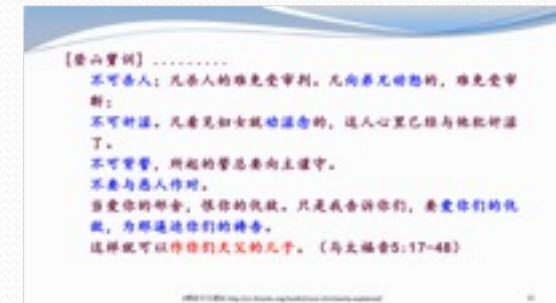 [登山宝训] .........
不可杀人; 凡杀人的难免受审判。凡向弟兄动怒的, 难免受审
断;
不可奸淫。凡看见妇女就动淫念的, 这人心里已经与他犯奸淫
了。
不可背誓, 所起的誓总要向主谨守。
不要与恶人作对。
当爱你的邻舍, 恨你的仇敌。只是我告诉你们, 要爱你们的仇
敌, 为那逼迫你们的祷告。
这样就可以作你们天父的儿子。(马太福音5:17-48)